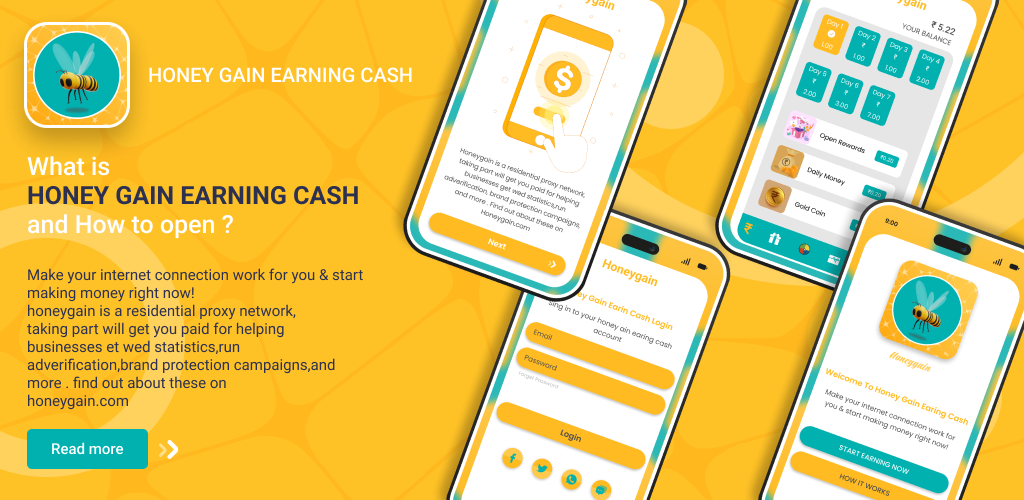 HONEY GAIN EARNING CASH
What is
HONEY GAIN EARNING CASH
and How to open ?
Make your internet connection work for you & start
making money right now!
honeygain is a residential proxy network,
taking part will get you paid for helping
businesses et wed statistics,run
adverification,brand protection campaigns,and
more . find out about these on
honeygain.com
Read more
Honeygain is a residential proxy network,
taking part will get you paid for helping
businesses get wed statistics,run
adverification, brand protection campaigns,
and more . Find out about these on
Honeygain.com
Next
₹ 5.22
YOUR BALANCE
Day 1
1.00
Day 2
₹
1.00
Day 3
₹
1.00
Day 4
₹
2.00
Day 5
₹
2.00
Day 6
₹
3.00
Day 7
₹
7.00
Open Rewards
₹0.20
Daily Money
₹0.20
Gold Coin
Honeygain
ey Gain Earin Cash Login
sing in to your honey ain earing cash
account
Email
Password
Forget Password
Login
9:00
Honeygain
Welcome To Honey Gain Earing Cash
Make your internet connection work for
you & start making money right now!
START EARNING NOW
HOW IT WORKS